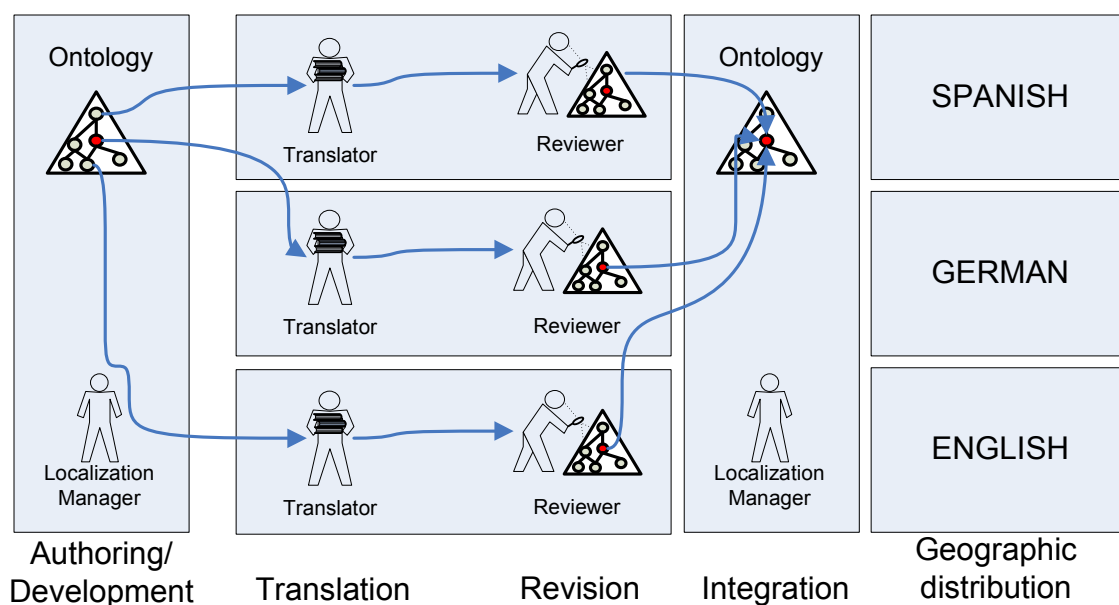 Ontology
Localization
Manager
Authoring/
Development
Translator
Reviewer
Translator
Reviewer
Translator
Reviewer
Translation
Revision
Ontology
Localization
Manager
Integration
SPANISH
GERMAN
ENGLISH
Geographic
distribution